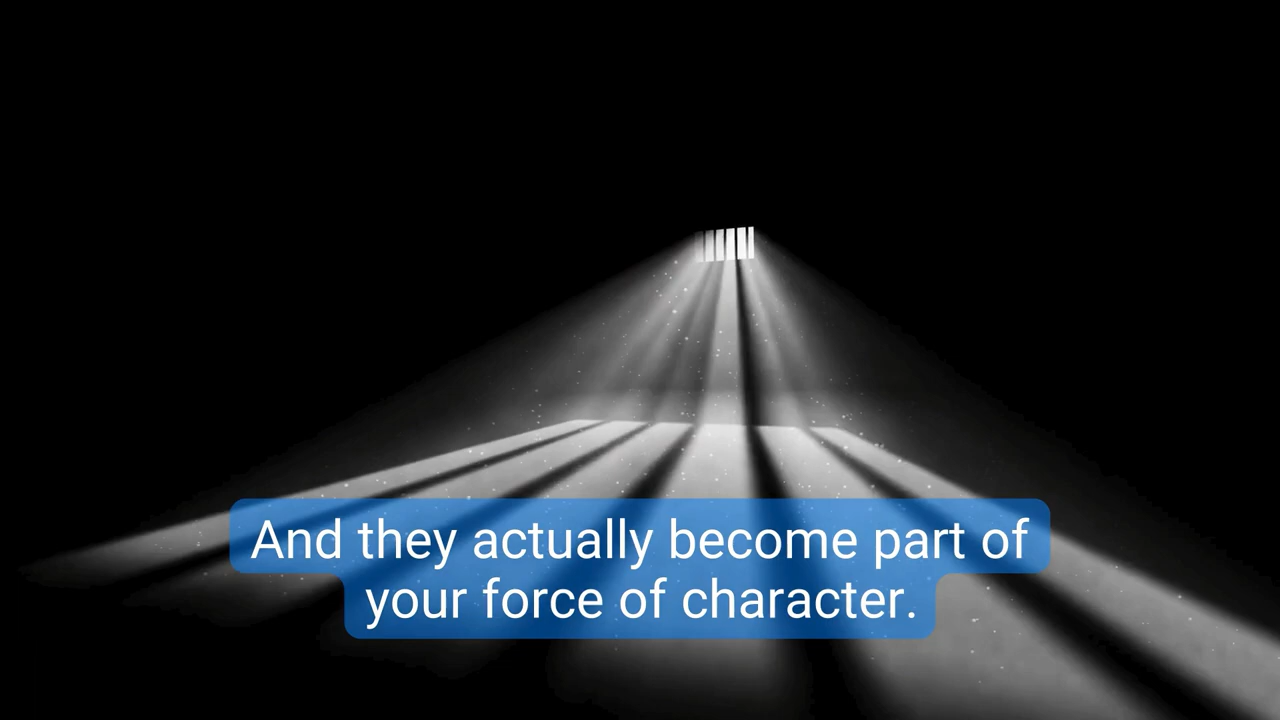 And they actually become part of
your force of character.